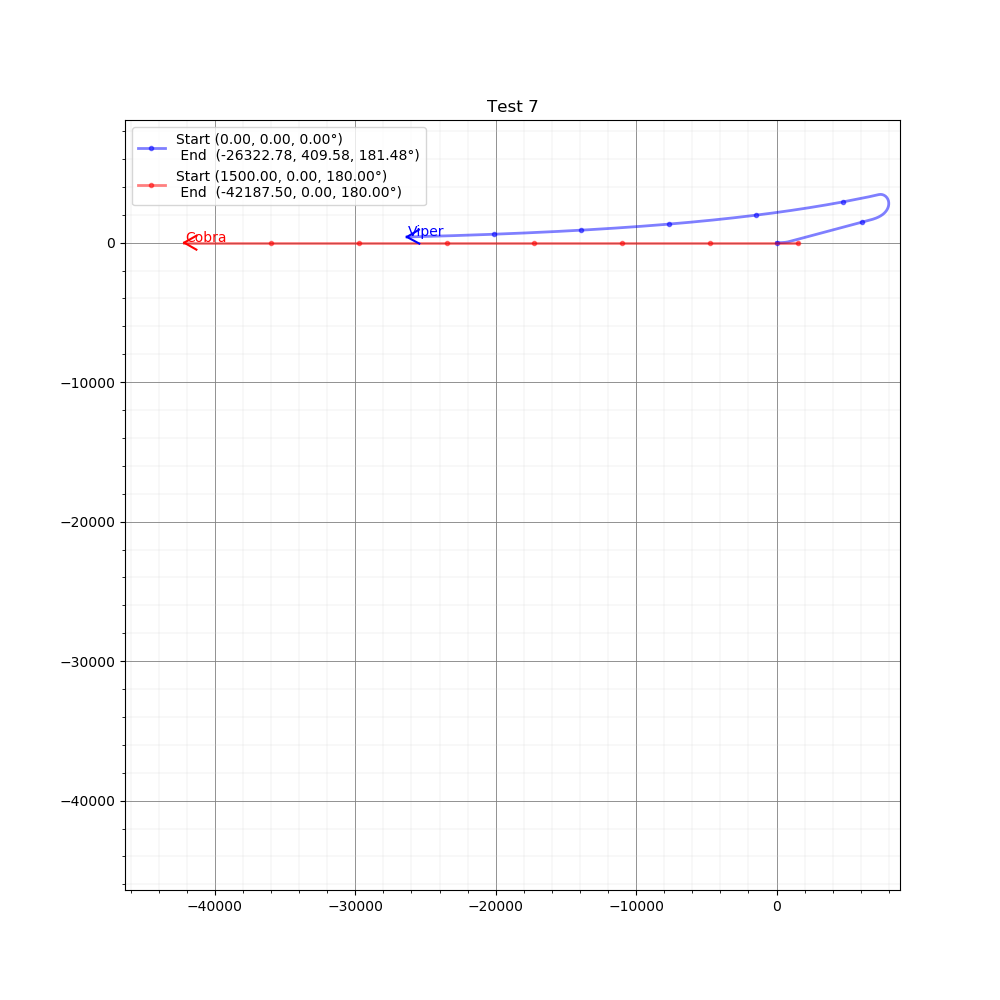 Test 7
Start (0.00, 0.00, 0.00°)
End (-26322.78, 409.58, 181.48°)
Start (1500.00, 0.00, 180.00°)
End (-42187.50, 0.00, 180.00°)
Viper
Cobra
0
−10000
−20000
−30000
−40000
−40000
−30000
−20000
−10000
0